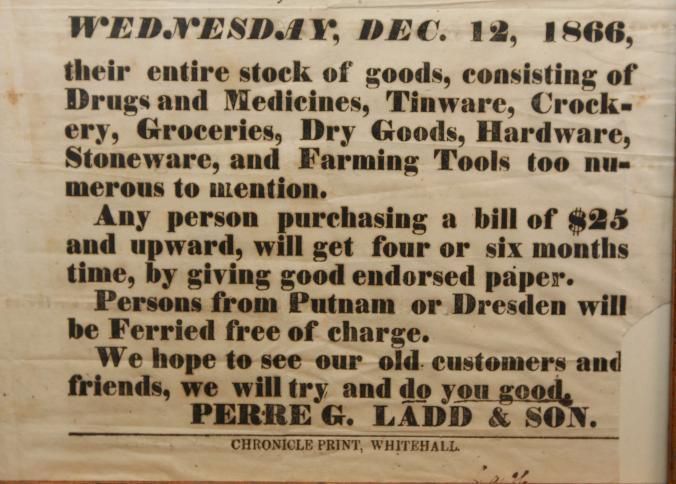 WEDNESDAY, DEC. 12, 1866,
their entire stock of goods, consisting of
Drugs and Medicines, Tinware, Crock-
ery, Groceries, Dry Goods, Hardware,
Stoneware, and Farming Tools too nu-
merous to mention.
Any person purchasing a bill of $25
and upward, will get four or six months
time, by giving good endorsed paper.
Persons from Putnam or Dresden will
be Ferried free of charge.
We hope to see our old customers and
friends, we will try and do you good.
PERRE G. LADD & SON.
CHRONICLE PRINT, WHITEHALL.